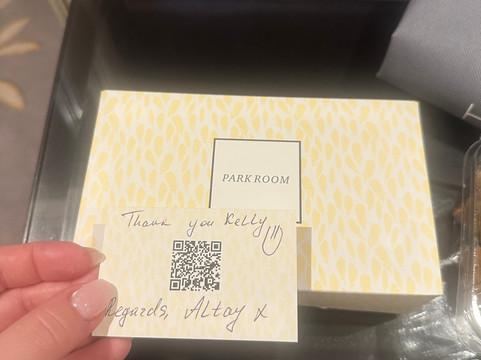 PARK ROOM
Thank you Kelly
Regards, Altay x